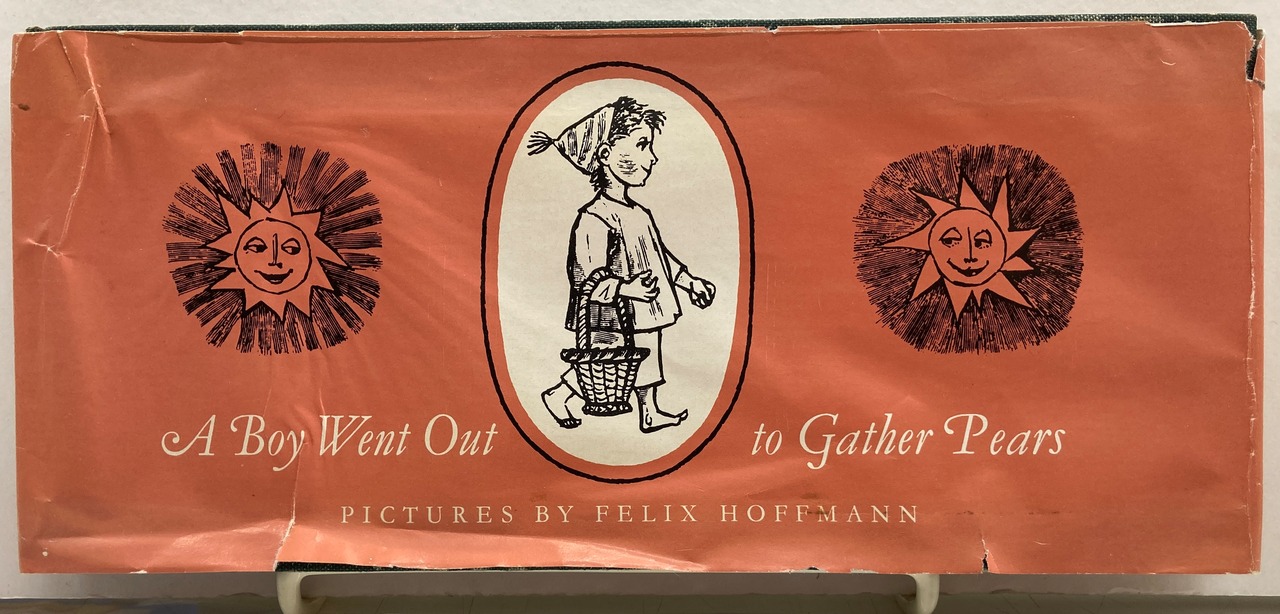 A Boy Went Out to Gather Pears
PICTURES BY FELIX HOFFMANN